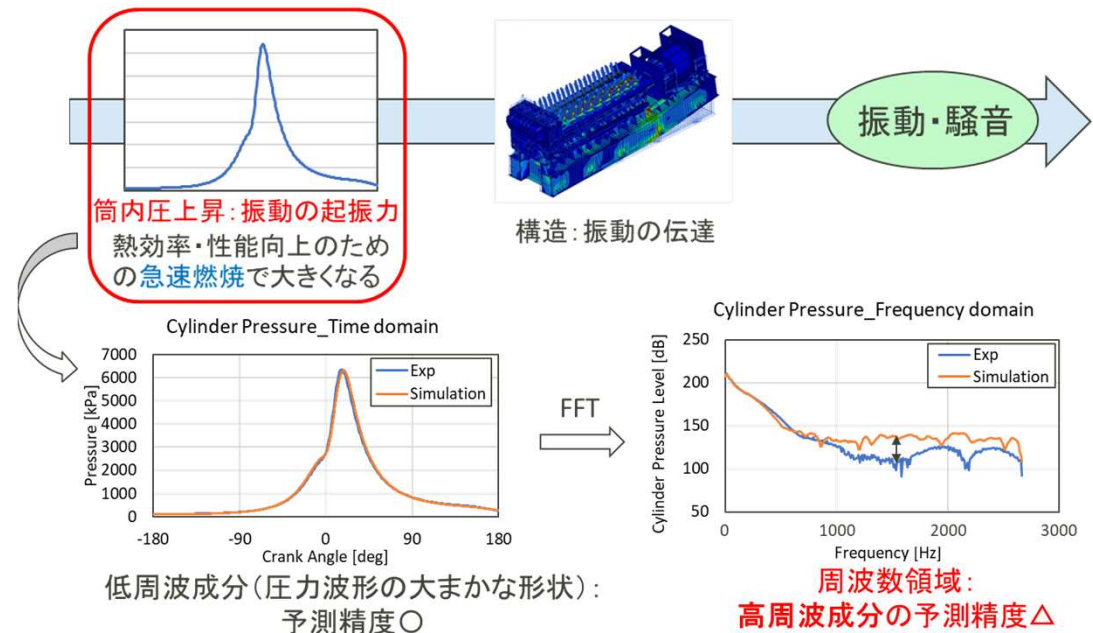 筒内圧上昇：振動の起振力
熱効率・性能向上のため
の急速燃焼で大きくなる
構造：振動の伝達
振動・騒音
Cylinder Pressure_Time domain
Pressure [kPa]
7000
6000
5000
4000
3000
2000
1000
0
Exp
Simulation
-180 -90 0 90 180
Crank Angle [deg]
低周波成分（圧力波形の大まかな形状）：
予測精度〇
FFT
Cylinder Pressure_Frequency domain
Cylinder Pressure Level [dB]
250
200
150
100
50
Exp
Simulation
0 1000 2000 3000
Frequency [Hz]
周波数領域：
高周波成分の予測精度△